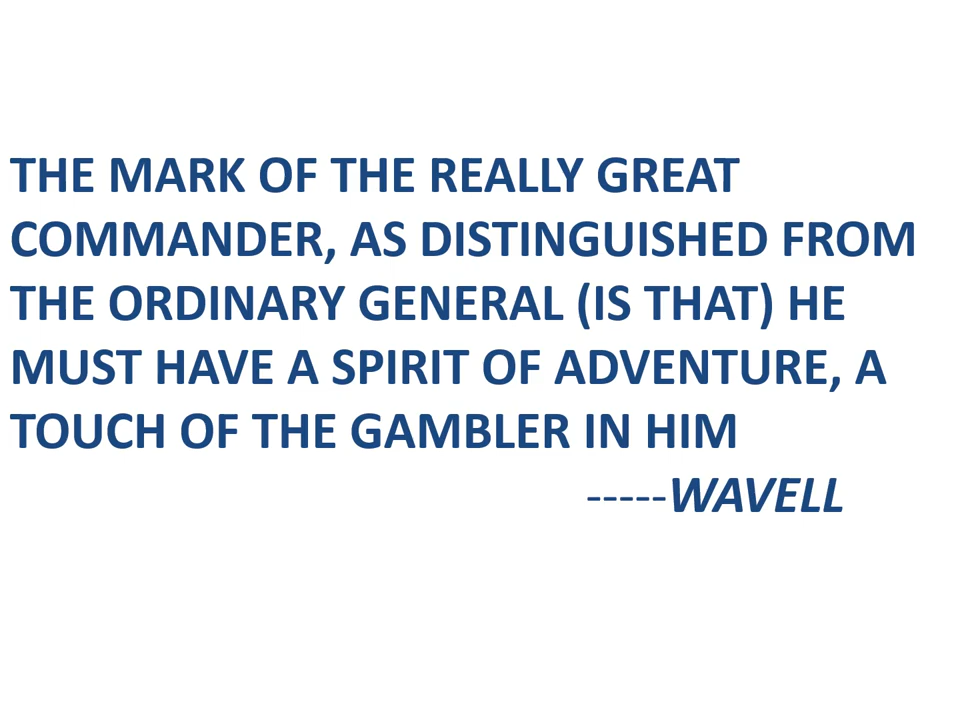 THE MARK OF THE REALLY GREAT
COMMANDER, AS DISTINGUISHED FROM
THE ORDINARY GENERAL (IS THAT) HE
MUST HAVE A SPIRIT OF ADVENTURE, A
TOUCH OF THE GAMBLER IN HIM
-----WAVELL